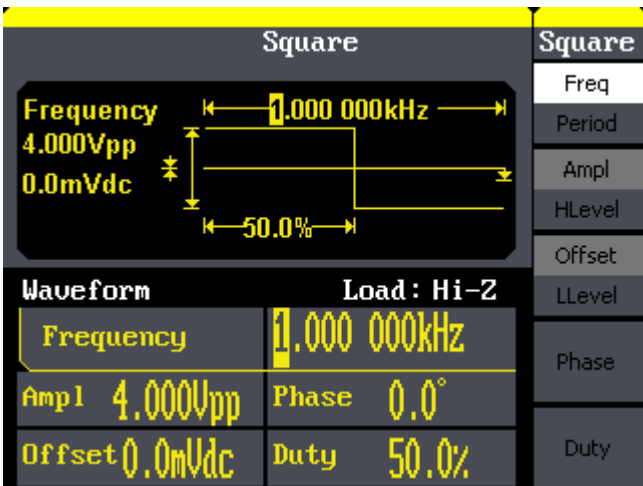 Square
Frequency 1.000 000kHz
4.000Vpp
0.0mVdc
50.0%
Waveform Load: Hi-Z
Frequency 1.000 000kHz
Ampl 4.000Vpp Phase 0.0°
Offset 0.0mVdc Duty 50.0%
Square
Freq
Period
Ampl
HLevel
Offset
LLevel
Phase
Duty